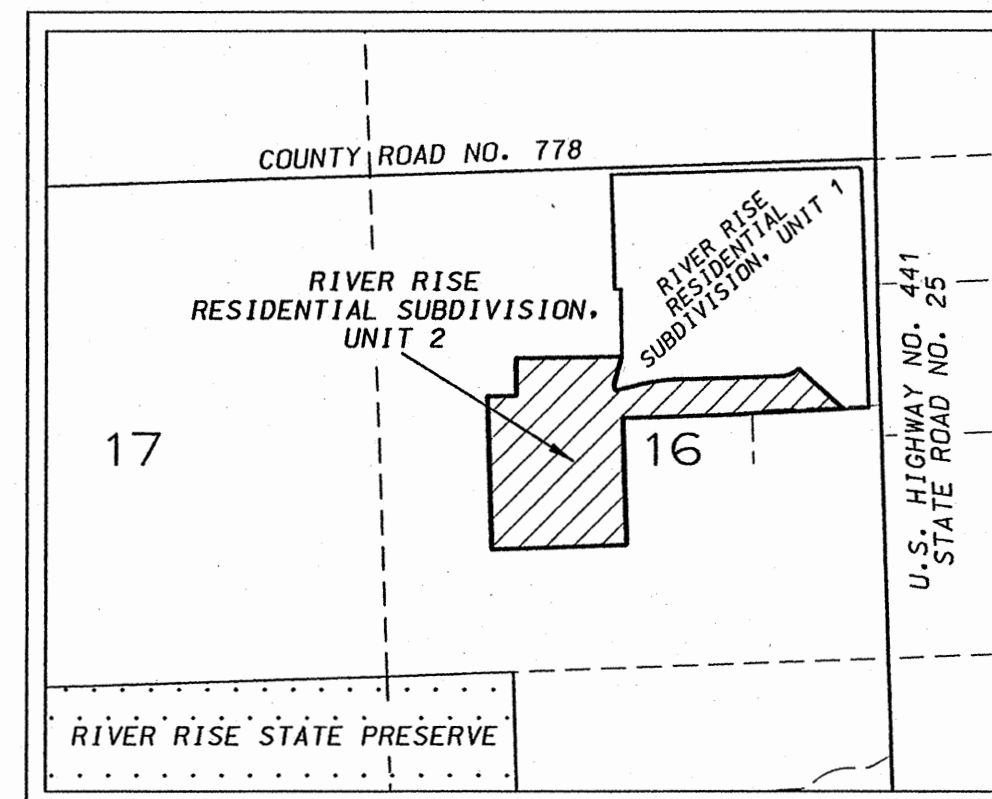 COUNTY ROAD NO. 778
RIVER RISE
RESIDENTIAL
SUBDIVISION, UNIT 1
RIVER RISE
RESIDENTIAL SUBDIVISION,
UNIT 2
U.S. HIGHWAY NO. 441
STATE ROAD NO. 25
17
16
RIVER RISE STATE PRESERVE